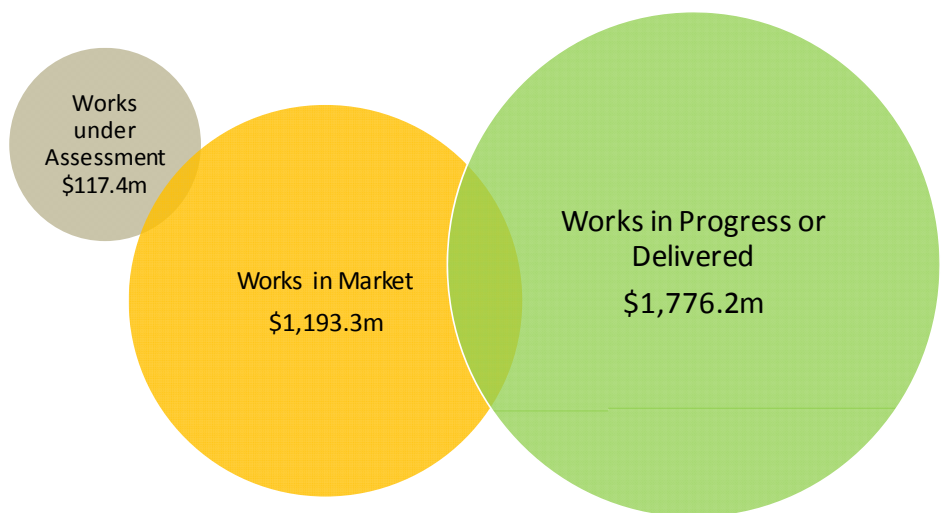 Works
under
Assessment
$117.4m
Works in Market
$1,193.3m
Works in Progress or
Delivered
$1,776.2m